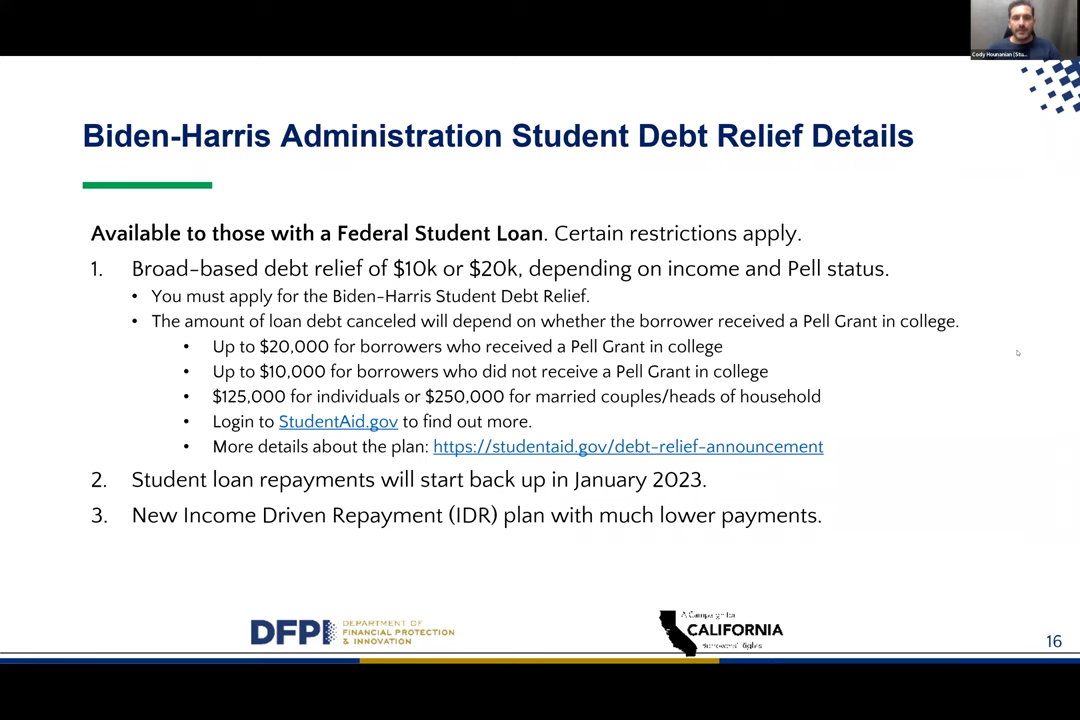 Cody Hounanian (Stu...
Biden-Harris Administration Student Debt Relief Details
Available to those with a Federal Student Loan. Certain restrictions apply.
1. Broad-based debt relief of $10k or $20k, depending on income and Pell status.
• You must apply for the Biden-Harris Student Debt Relief.
• The amount of loan debt canceled will depend on whether the borrower received a Pell Grant in college.
• Up to $20,000 for borrowers who received a Pell Grant in college
• Up to $10,000 for borrowers who did not receive a Pell Grant in college
• $125,000 for individuals or $250,000 for married couples/heads of household
• Login to StudentAid.gov to find out more.
• More details about the plan: https://studentaid.gov/debt-relief-announcement
2. Student loan repayments will start back up in January 2023.
3. New Income Driven Repayment (IDR) plan with much lower payments.
DFPI
DEPARTMENT OF
FINANCIAL PROTECTION
& INNOVATION
A Campaign for
CALIFORNIA
Borrowers' Rights
16